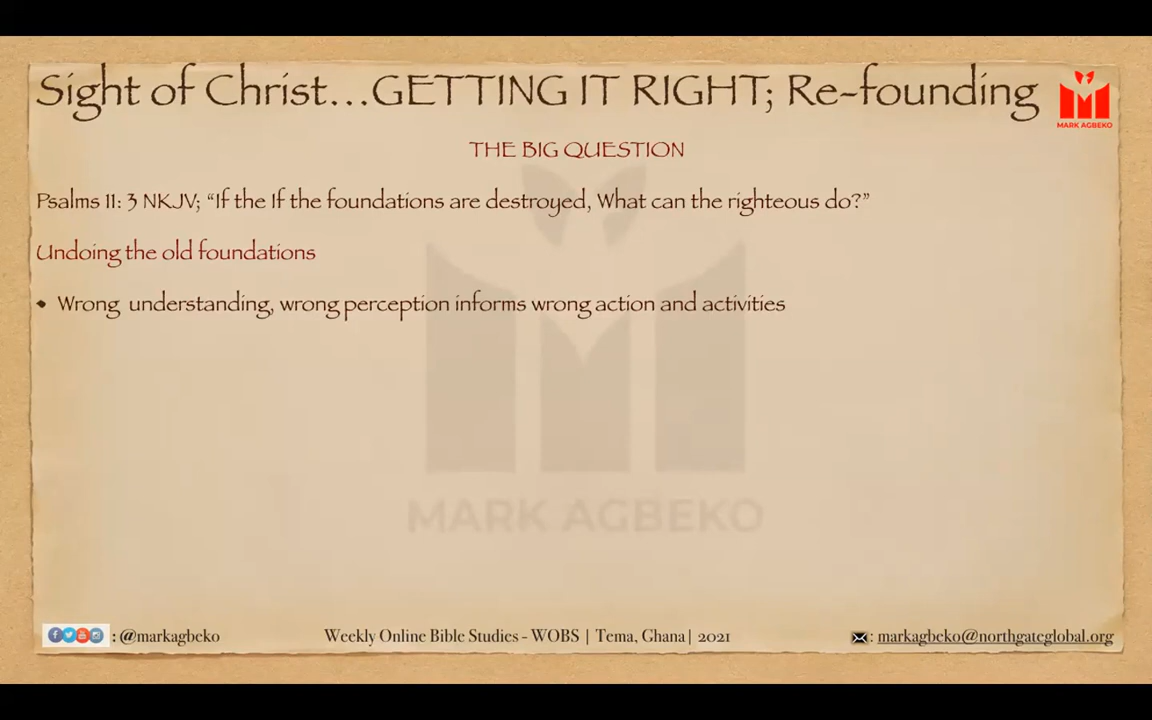 Sight of Christ...GETTING IT RIGHT; Re-founding
MARK AGBEKO
THE BIG QUESTION
Psalms 11: 3 NKJV; “If the If the foundations are destroyed, What can the righteous do?”
Undoing the old foundations
Wrong understanding, wrong perception informs wrong action and activities
MARK AGBEKO
: @markagbeko
Weekly Online Bible Studies - WOBS | Tema, Ghana| 2021
: markagbeko@northgateglobal.org